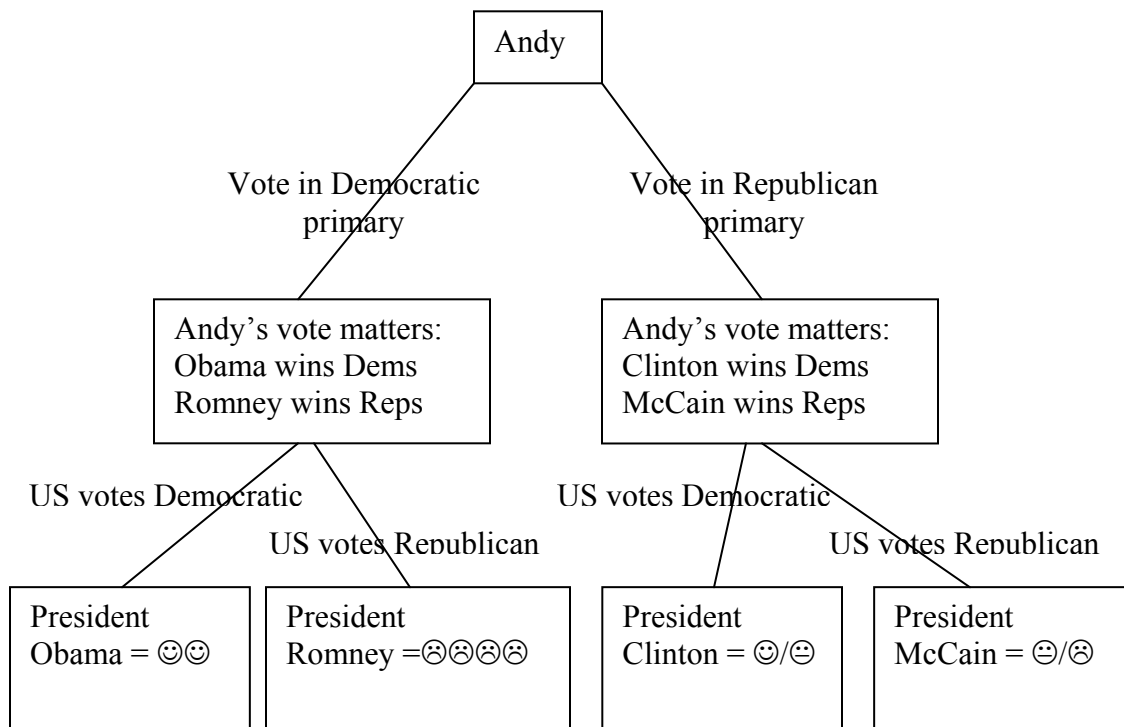 Andy
Vote in Democratic
primary
Vote in Republican
primary
Andy’s vote matters:
Obama wins Dems
Romney wins Reps
Andy’s vote matters:
Clinton wins Dems
McCain wins Reps
US votes Democratic
US votes Republican
US votes Democratic
US votes Republican
President
Obama = ☺☺
President
Romney =☹☹☹☹
President
Clinton = ☺/😐
President
McCain = 😐/☹